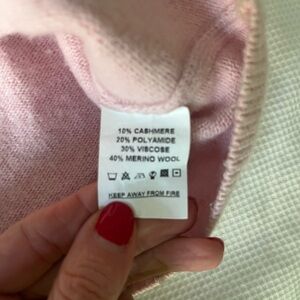 10% CASHMERE
20% POLYAMIDE
30% VISCOSE
40% MERINO WOOL
KEEP AWAY FROM FIRE